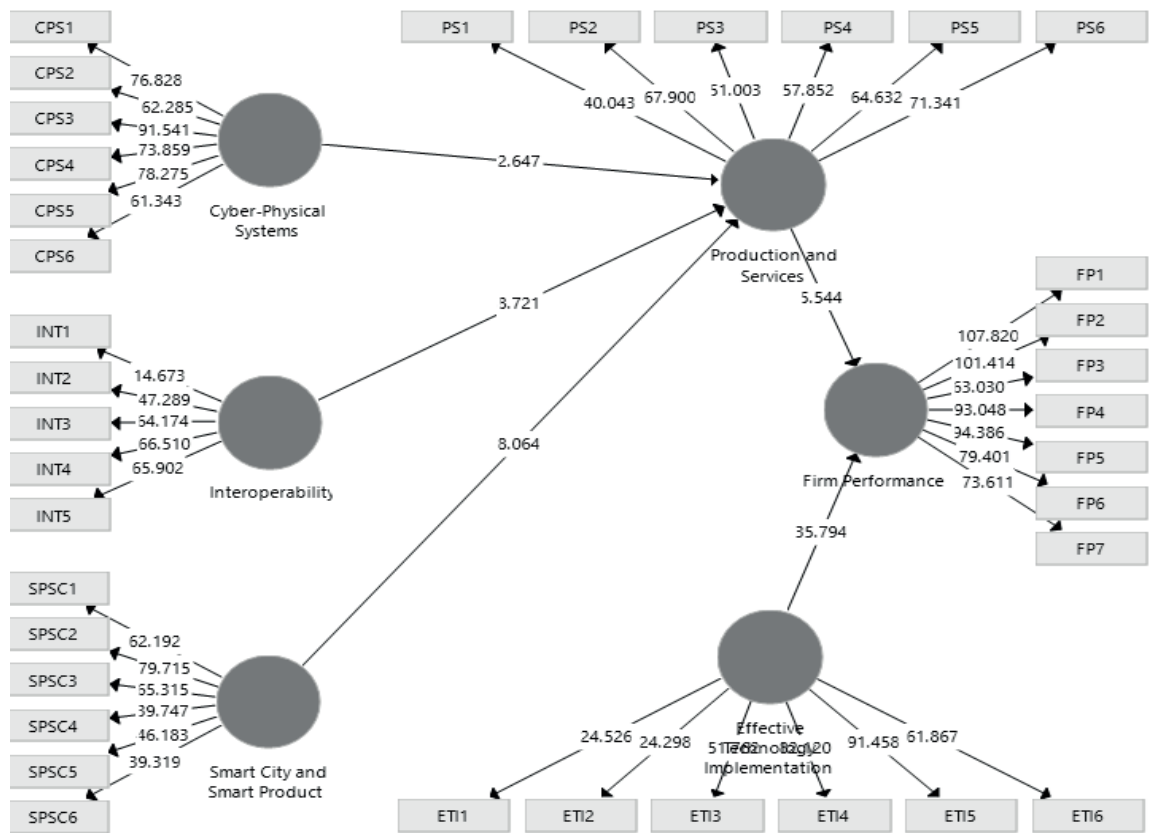 CPS1
CPS2
CPS3
CPS4
CPS5
CPS6
76.828
62.285
91.541
73.859
78.275
61.343
Cyber-Physical
Systems
PS1
PS2
PS3
PS4
PS5
PS6
40.043
67.900
51.003
57.852
64.632
71.341
2.647
Production and
Services
INT1
INT2
INT3
INT4
INT5
14.673
47.289
54.174
66.510
65.902
Interoperability
3.721
5.544
FP1
FP2
FP3
FP4
FP5
FP6
FP7
107.820
101.414
93.048
94.386
79.401
73.611
Firm Performance
8.064
35.794
SPSC1
SPSC2
SPSC3
SPSC4
SPSC5
SPSC6
62.192
79.715
39.747
46.183
39.319
Smart City and
Smart Product
Effective
Technology
Implementation
24.526
24.298
91.458
61.867
ETI1
ETI2
ETI3
ETI4
ETI5
ETI6